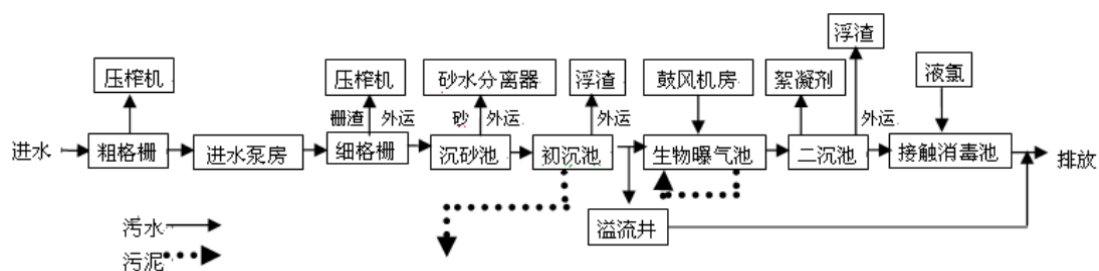 浮渣
压榨机
压榨机
砂水分离器
浮渣
鼓风机房
絮凝剂
液氯
栅渣 外运
砂 外运
外运
外运
进水
粗格栅
进水泵房
细格栅
沉砂池
初沉池
生物曝气池
二沉池
接触消毒池
排放
溢流井
污水
污泥